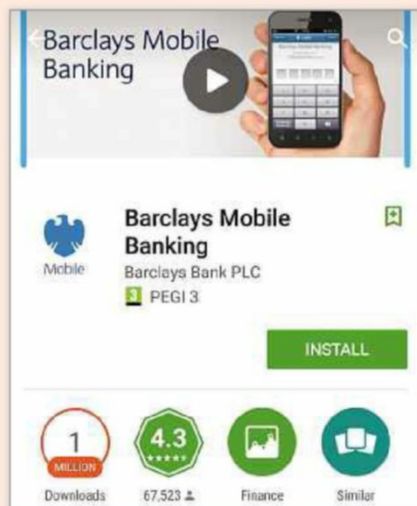 Barclays Mobile
Banking
Barclays Mobile
Banking
Mobile
Barclays Bank PLC
3 PEGI 3
INSTALL
1
MILLION
Downloads
4.3
67,523
Finance
Similar